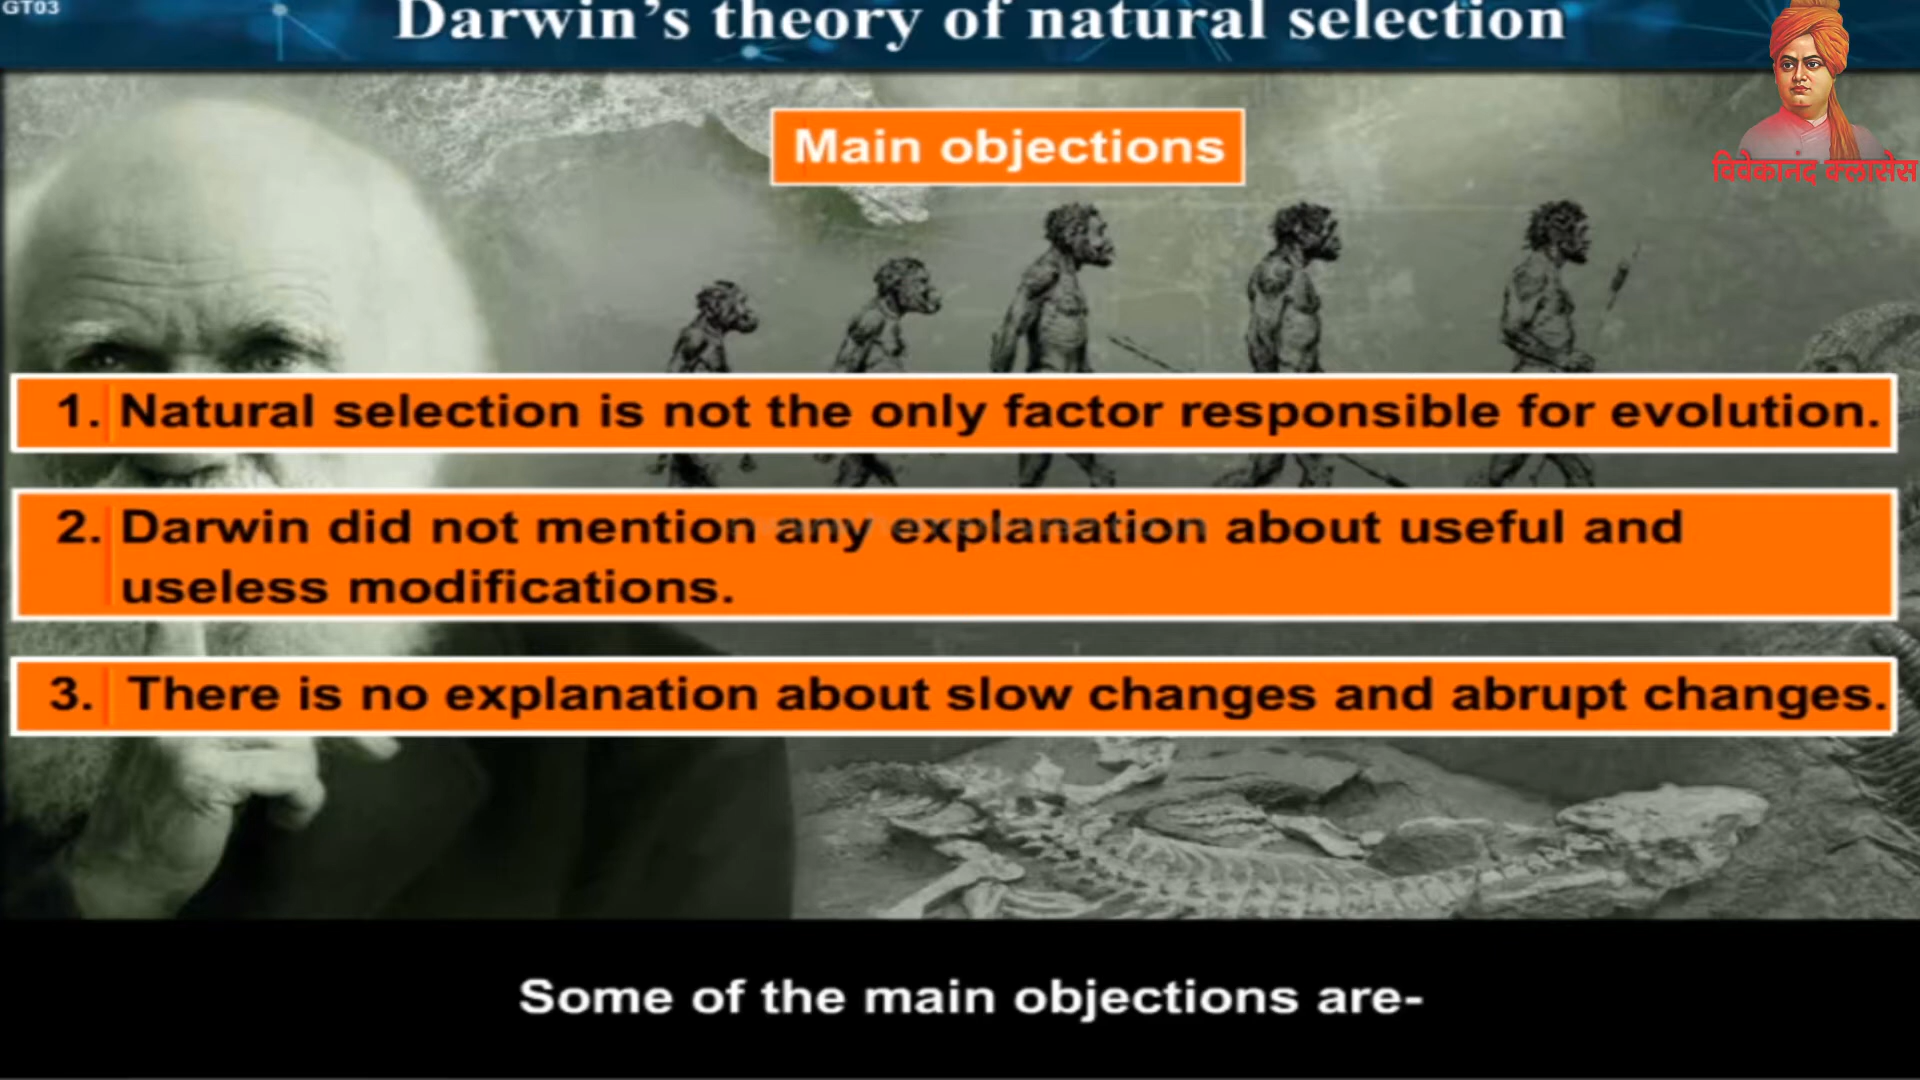 GT03
Darwin's theory of natural selection
विवेकानंद क्लासेस
Main objections
1. Natural selection is not the only factor responsible for evolution.
2. Darwin did not mention any explanation about useful and
useless modifications.
3. There is no explanation about slow changes and abrupt changes.
Some of the main objections are-